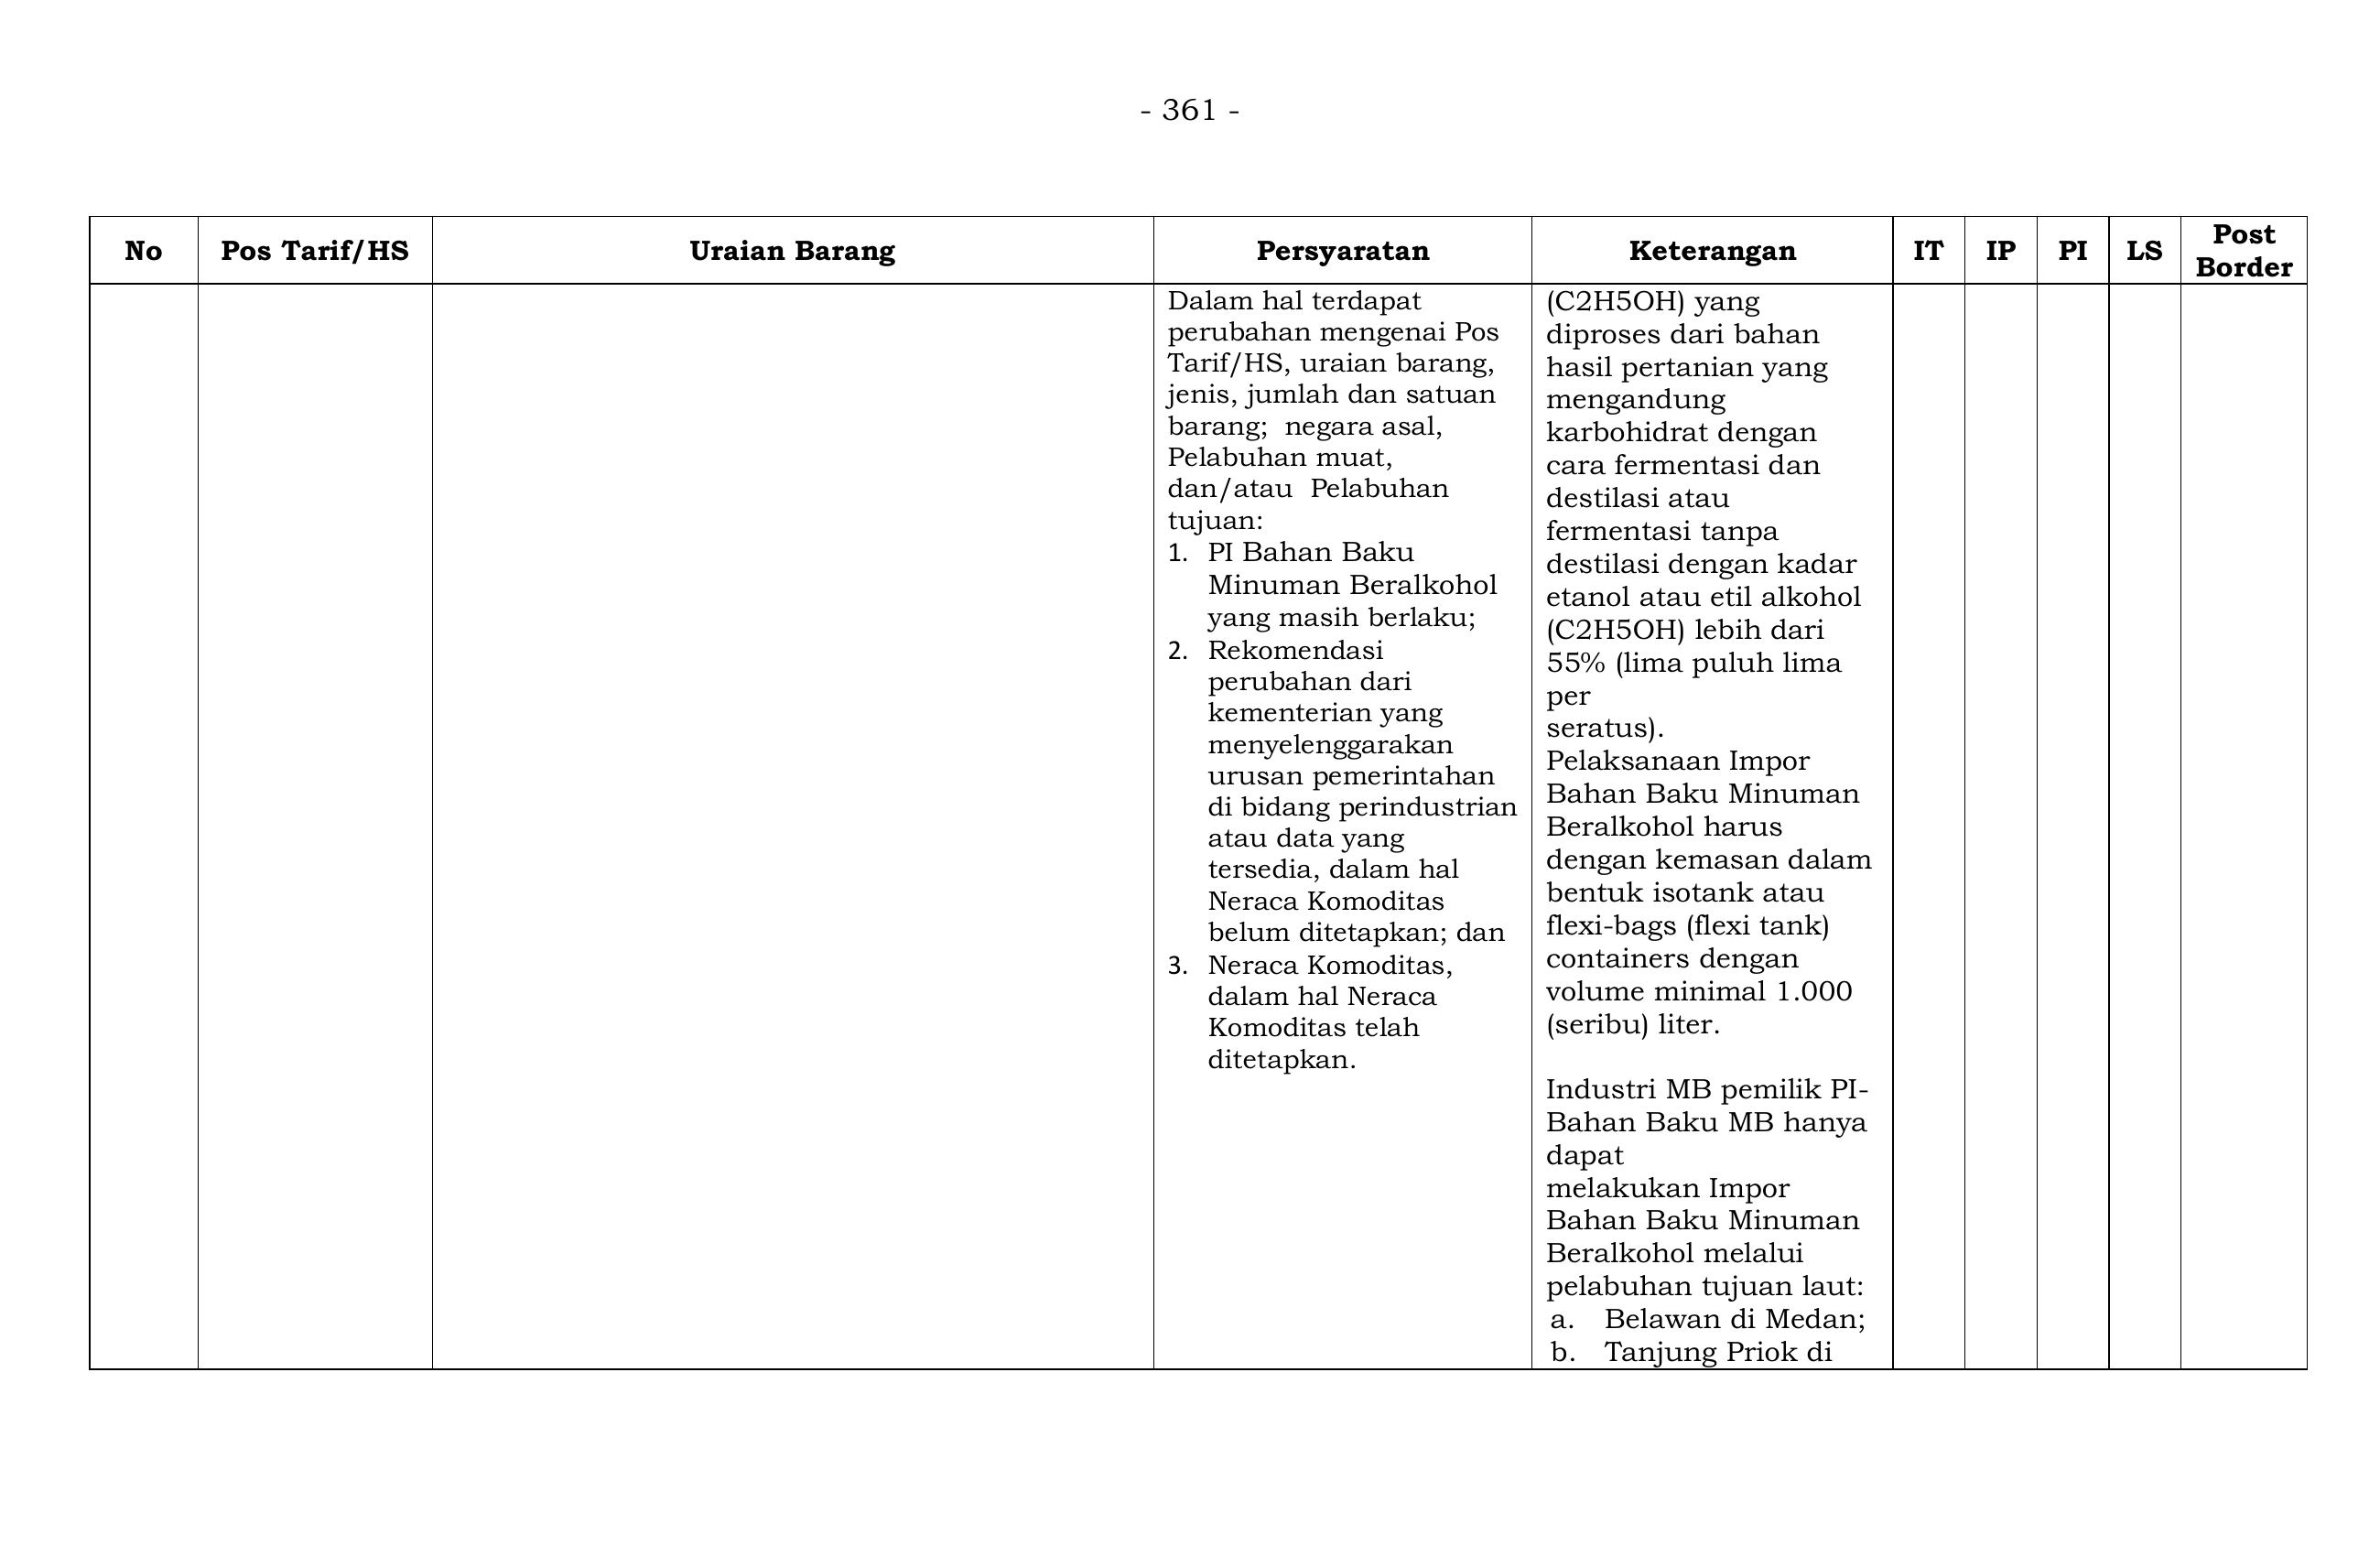 - 361 -
No
Pos Tarif/HS
Uraian Barang
Persyaratan
Keterangan
IT
IP
PI
LS
Post
Border
Dalam hal terdapat
perubahan mengenai Pos
Tarif/HS, uraian barang,
jenis, jumlah dan satuan
barang;  negara asal,
Pelabuhan muat,
dan/atau  Pelabuhan
tujuan:
1. PI Bahan Baku
Minuman Beralkohol
yang masih berlaku;
2. Rekomendasi
perubahan dari
kementerian yang
menyelenggarakan
urusan pemerintahan
di bidang perindustrian
atau data yang
tersedia, dalam hal
Neraca Komoditas
belum ditetapkan; dan
3. Neraca Komoditas,
dalam hal Neraca
Komoditas telah
ditetapkan.
(C2H5OH) yang
diproses dari bahan
hasil pertanian yang
mengandung
karbohidrat dengan
cara fermentasi dan
destilasi atau
fermentasi tanpa
destilasi dengan kadar
etanol atau etil alkohol
(C2H5OH) lebih dari
55% (lima puluh lima
per
seratus).
Pelaksanaan Impor
Bahan Baku Minuman
Beralkohol harus
dengan kemasan dalam
bentuk isotank atau
flexi-bags (flexi tank)
containers dengan
volume minimal 1.000
(seribu) liter.
Industri MB pemilik PI-
Bahan Baku MB hanya
dapat
melakukan Impor
Bahan Baku Minuman
Beralkohol melalui
pelabuhan tujuan laut:
a. Belawan di Medan;
b. Tanjung Priok di